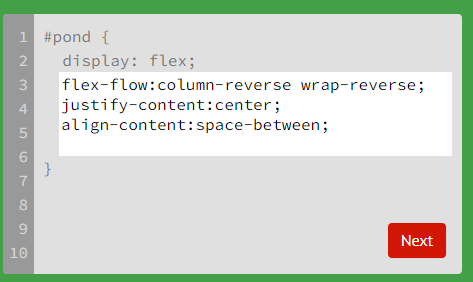 1 #pond {
2 display: flex;
3 flex-flow:column-reverse wrap-reverse;
4 justify-content:center;
5 align-content:space-between;
6
7 }
8
9
10
Next